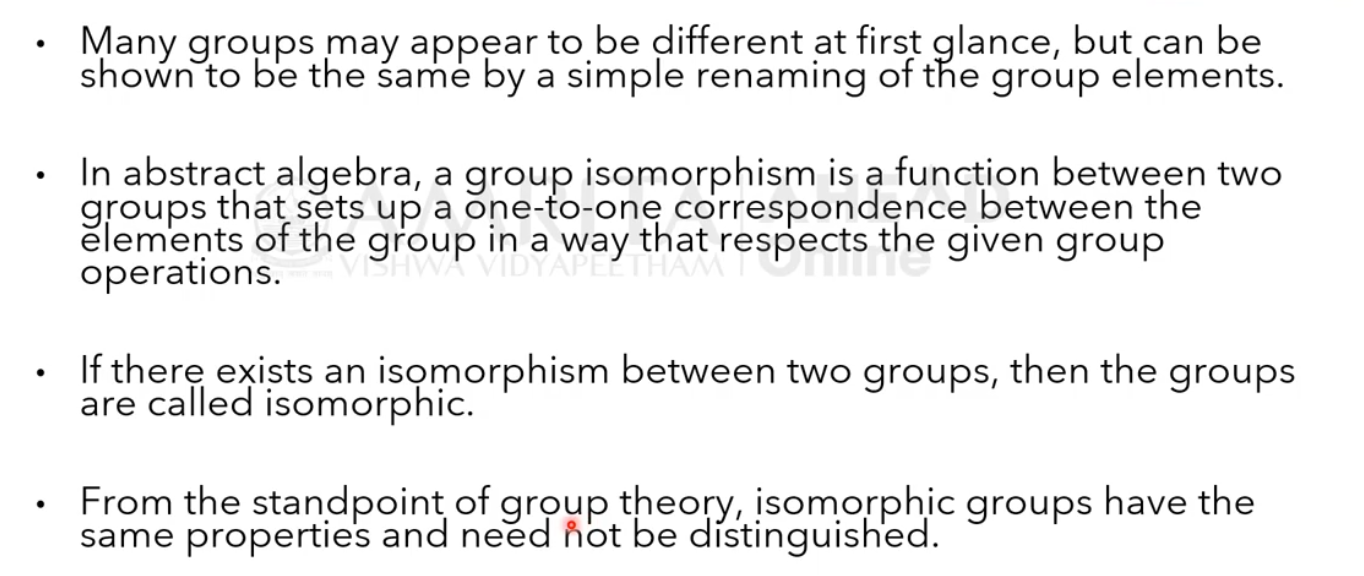 • Many groups may appear to be different at first glance, but can be
shown to be the same by a simple renaming of the group elements.
• In abstract algebra, a group isomorphism is a function between two
groups that sets up a one-to-one correspondence between the
elements of the group in a way that respects the given group
operations.
AMRITA AHEAD
VISHWA VIDYAPEETHAM Online
• If there exists an isomorphism between two groups, then the groups
are called isomorphic.
• From the standpoint of group theory, isomorphic groups have the
same properties and need not be distinguished.